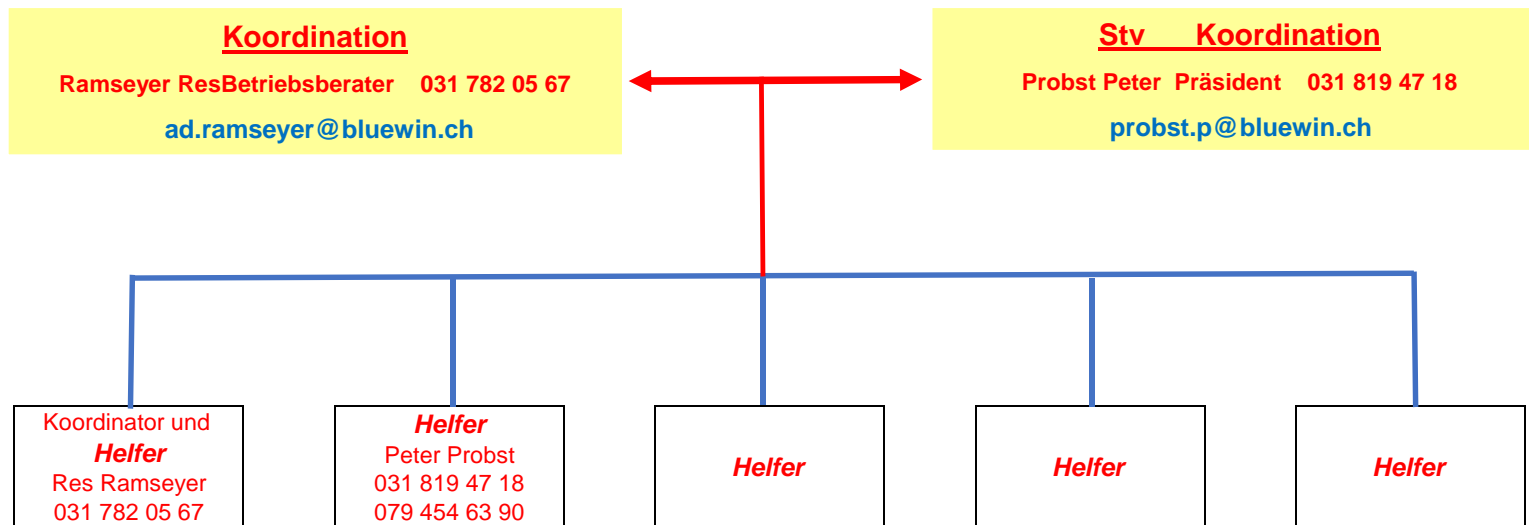 Koordination
Ramseyer ResBetriebsberater 031 782 05 67
ad.ramseyer@bluewin.ch
Stv Koordination
Probst Peter Präsident 031 819 47 18
probst.p@bluewin.ch
Koordinator und
Helfer
Res Ramseyer
031 782 05 67
Helfer
Peter Probst
031 819 47 18
079 454 63 90
Helfer
Helfer
Helfer